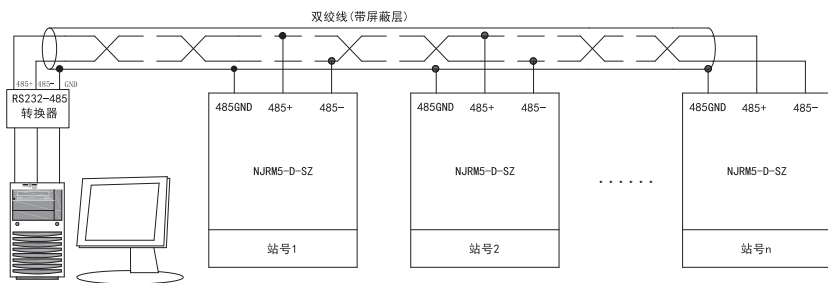 双绞线(带屏蔽层)
485+ 485- GND
RS232-485
转换器
485GND 485+ 485-
NJRM5-D-SZ
站号1
485GND 485+ 485-
NJRM5-D-SZ
站号2
......
485GND 485+ 485-
NJRM5-D-SZ
站号n